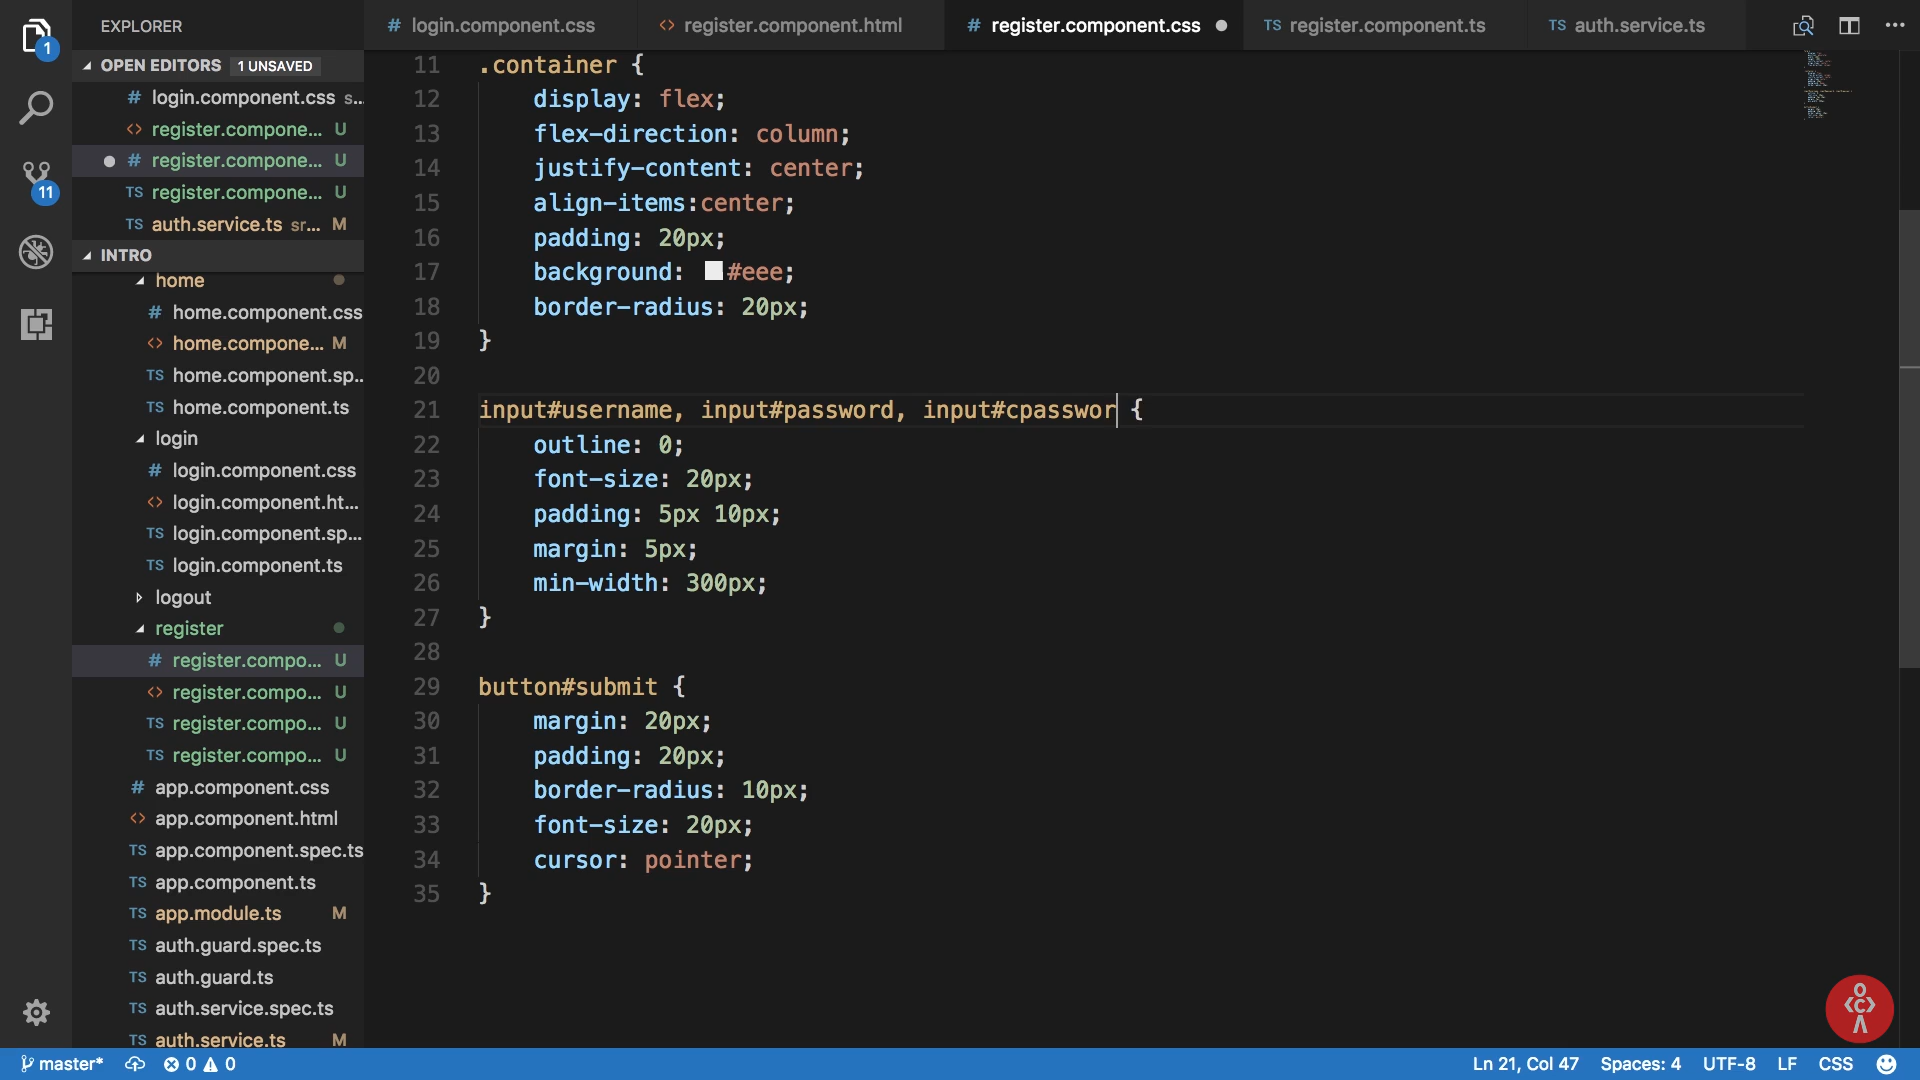 EXPLORER
# login.component.css
<> register.component.html
# register.component.css ●
TS register.component.ts
TS auth.service.ts
1
OPEN EDITORS 1 UNSAVED
# login.component.css s...
<> register.compone... U
● # register.compone... U
TS register.compone... U
TS auth.service.ts sr... M
11
INTRO
home
# home.component.css
<> home.compone... M
TS home.component.sp...
TS home.component.ts
login
# login.component.css
<> login.component.ht...
TS login.component.sp...
TS login.component.ts
logout
register
# register.compo... U
<> register.compo... U
TS register.compo... U
TS register.compo... U
# app.component.css
<> app.component.html
TS app.component.spec.ts
TS app.component.ts
TS app.module.ts M
TS auth.guard.spec.ts
TS auth.guard.ts
TS auth.service.spec.ts
TS auth.service.ts M
11 .container {
12 display: flex;
13 flex-direction: column;
14 justify-content: center;
15 align-items:center;
16 padding: 20px;
17 background: #eee;
18 border-radius: 20px;
19 }
20
21 input#username, input#password, input#cpasswor {
22 outline: 0;
23 font-size: 20px;
24 padding: 5px 10px;
25 margin: 5px;
26 min-width: 300px;
27 }
28
29 button#submit {
30 margin: 20px;
31 padding: 20px;
32 border-radius: 10px;
33 font-size: 20px;
34 cursor: pointer;
35 }
master* 0 0 Ln 21, Col 47 Spaces: 4 UTF-8 LF CSS